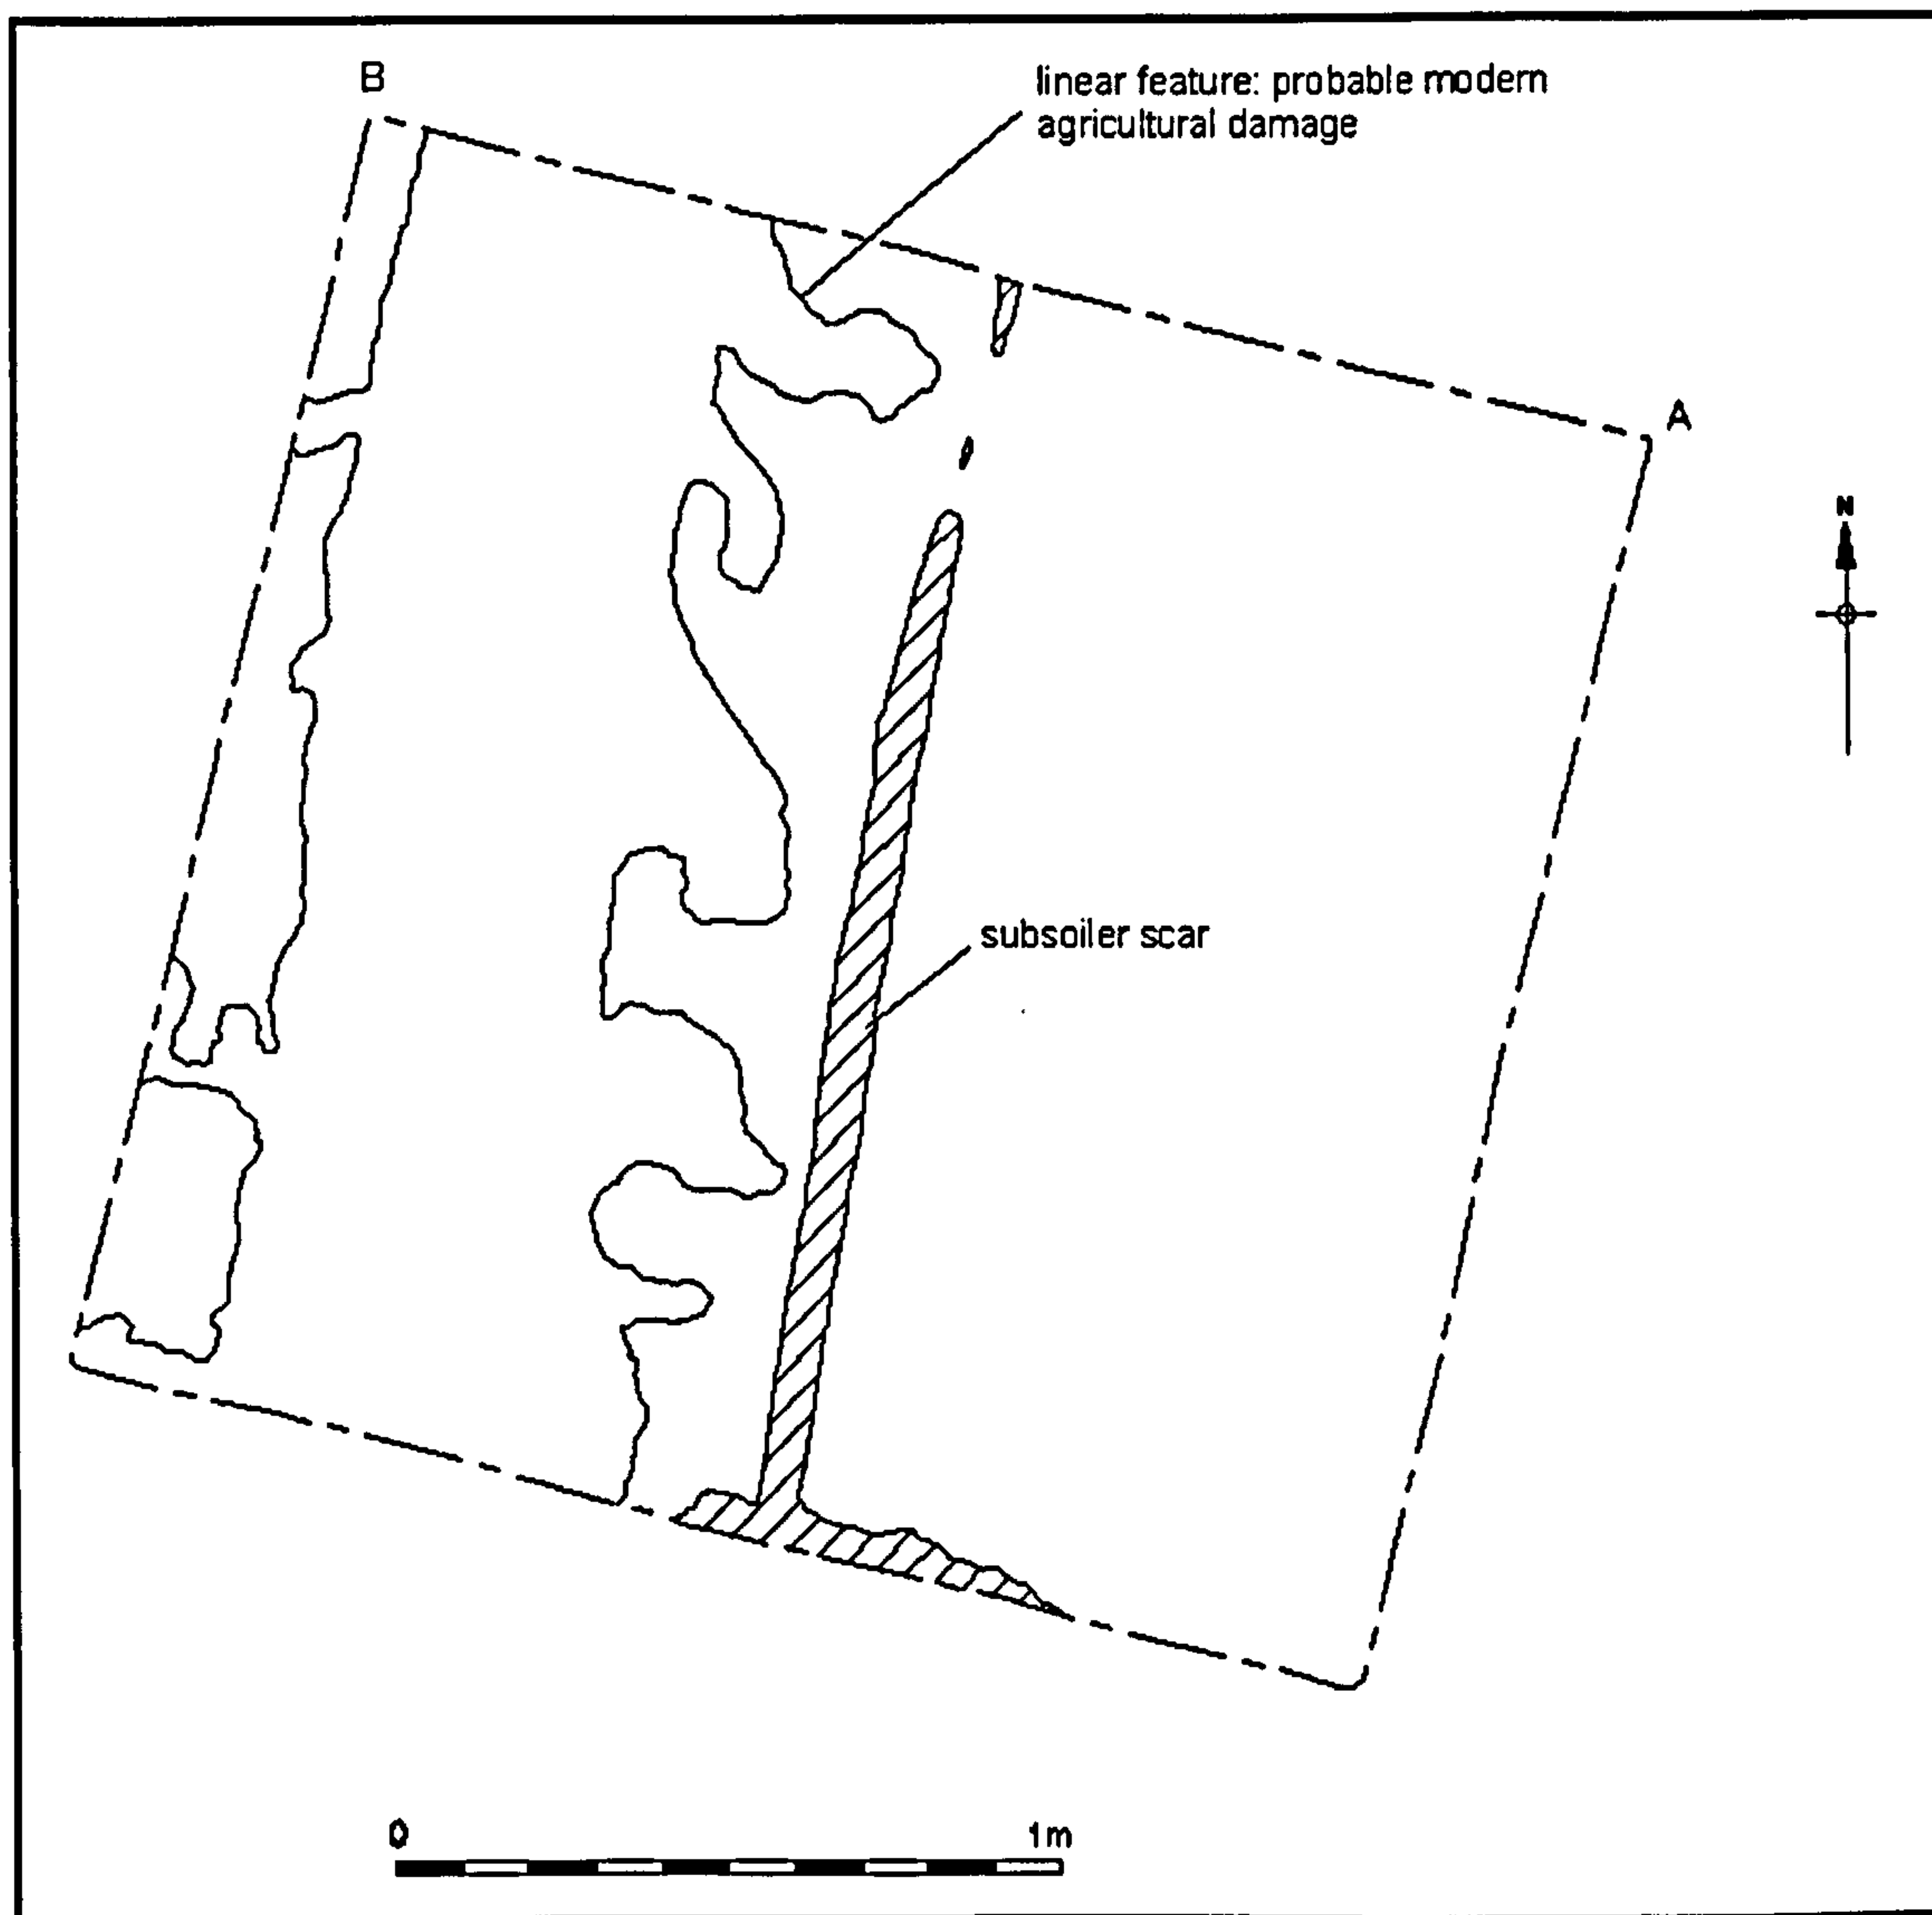 B
linear feature: probable modern
agricultural damage
A
N
subsoiler scar
0
1m